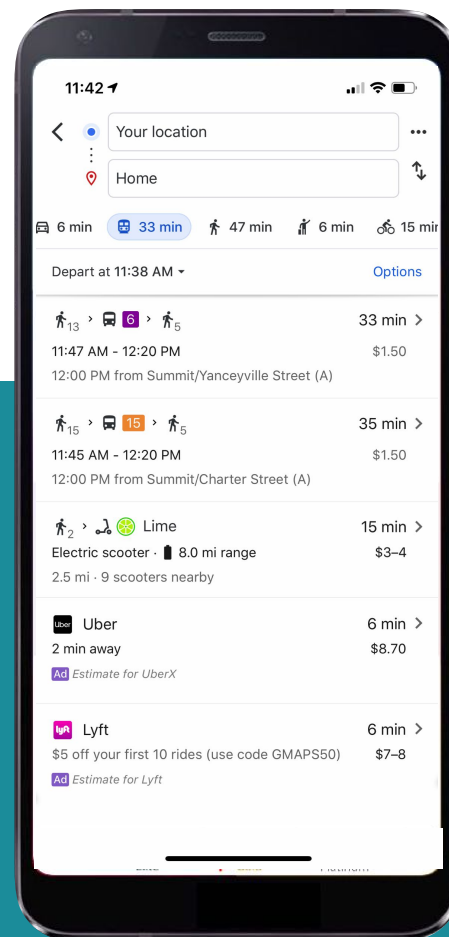 11:42
Your location
Home
6 min 33 min 47 min 6 min 15 min
Depart at 11:38 AM Options
13 6 5 33 min
11:47 AM - 12:20 PM $1.50
12:00 PM from Summit/Yanceyville Street (A)
15 15 5 35 min
11:45 AM - 12:20 PM $1.50
12:00 PM from Summit/Charter Street (A)
2 Lime 15 min
Electric scooter · 8.0 mi range $3–4
2.5 mi · 9 scooters nearby
Uber Uber 6 min
2 min away $8.70
Ad Estimate for UberX
lyft Lyft 6 min
$5 off your first 10 rides (use code GMAPS50) $7–8
Ad Estimate for Lyft